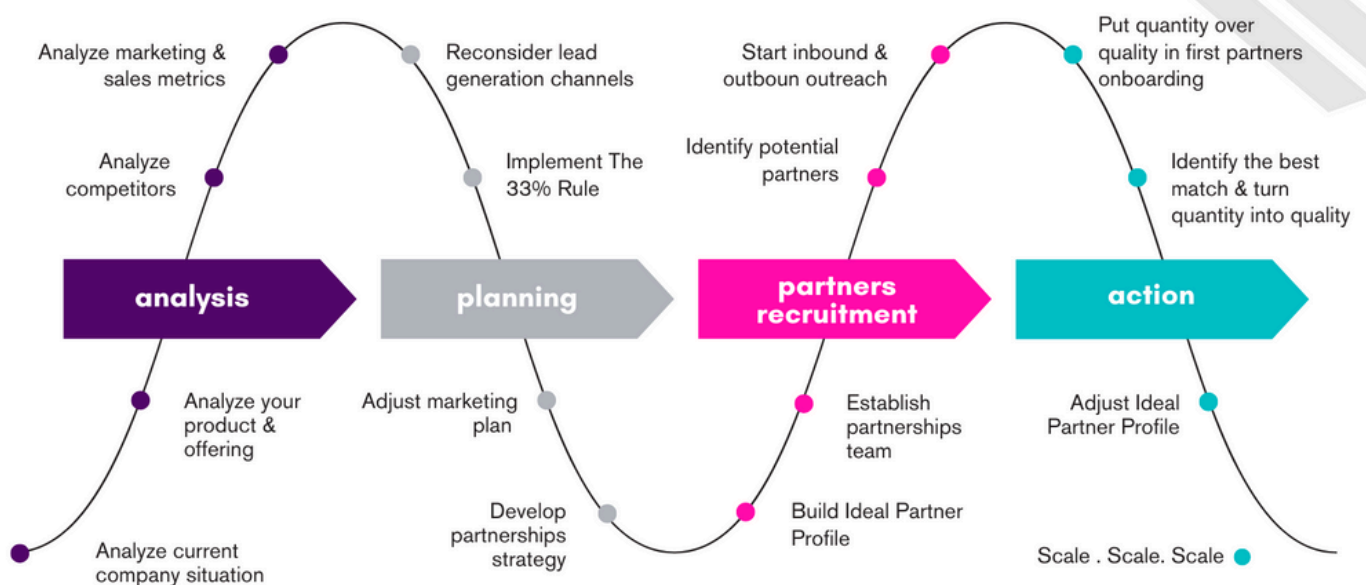 Analyze marketing &
sales metrics
Reconsider lead
generation channels
Start inbound &
outboun outreach
Put quantity over
quality in first partners
onboarding
Analyze
competitors
Implement The
33% Rule
Identify potential
partners
Identify the best
match & turn
quantity into quality
analysis
planning
partners
recruitment
action
Analyze your
product &
offering
Adjust marketing
plan
Establish
partnerships
team
Adjust Ideal
Partner Profile
Analyze current
company situation
Develop
partnerships
strategy
Build Ideal Partner
Profile
Scale . Scale. Scale